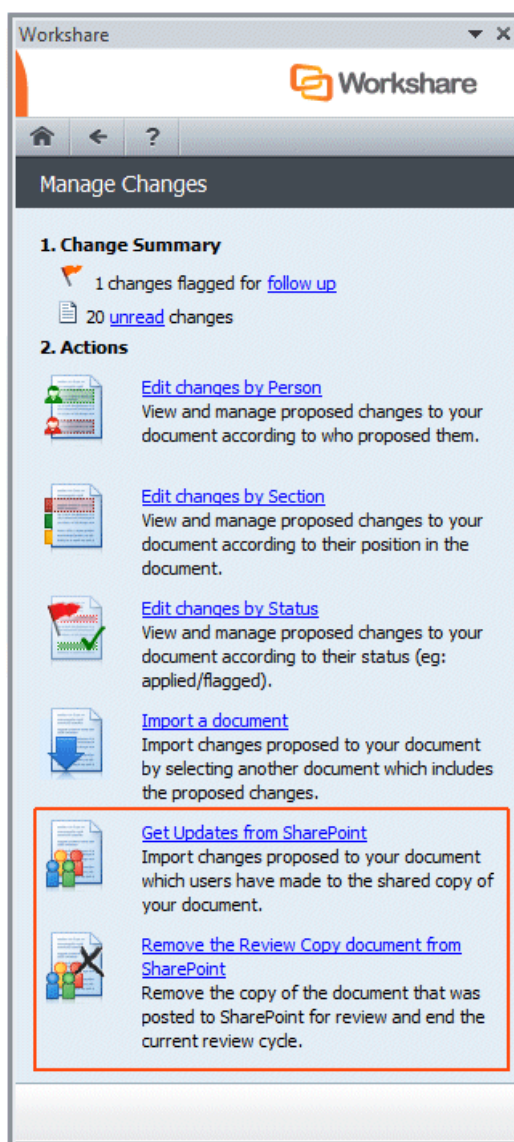 Workshare
Workshare
?
Manage Changes
1. Change Summary
1 changes flagged for follow up
20 unread changes
2. Actions
Edit changes by Person
View and manage proposed changes to your
document according to who proposed them.
Edit changes by Section
View and manage proposed changes to your
document according to their position in the
document.
Edit changes by Status
View and manage proposed changes to your
document according to their status (eg:
applied/flagged).
Import a document
Import changes proposed to your document
by selecting another document which includes
the proposed changes.
Get Updates from SharePoint
Import changes proposed to your document
which users have made to the shared copy of
your document.
Remove the Review Copy document from
SharePoint
Remove the copy of the document that was
posted to SharePoint for review and end the
current review cycle.